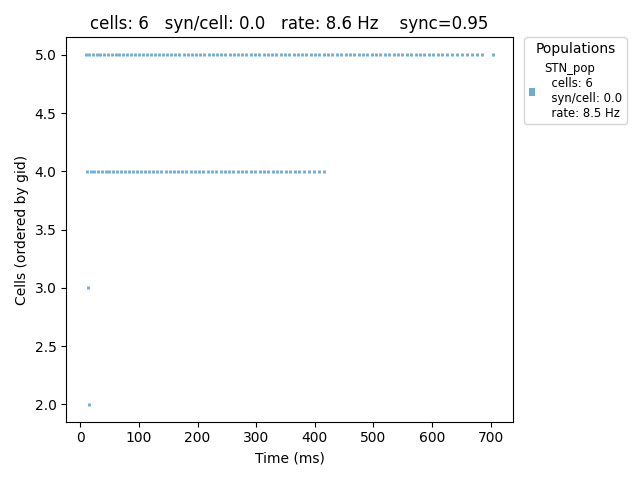 cells: 6   syn/cell: 0.0   rate: 8.6 Hz    sync=0.95
Populations
STN_pop
cells: 6
syn/cell: 0.0
rate: 8.5 Hz
Cells (ordered by gid)
5.0
4.5
4.0
3.5
3.0
2.5
2.0
0 100 200 300 400 500 600 700
Time (ms)